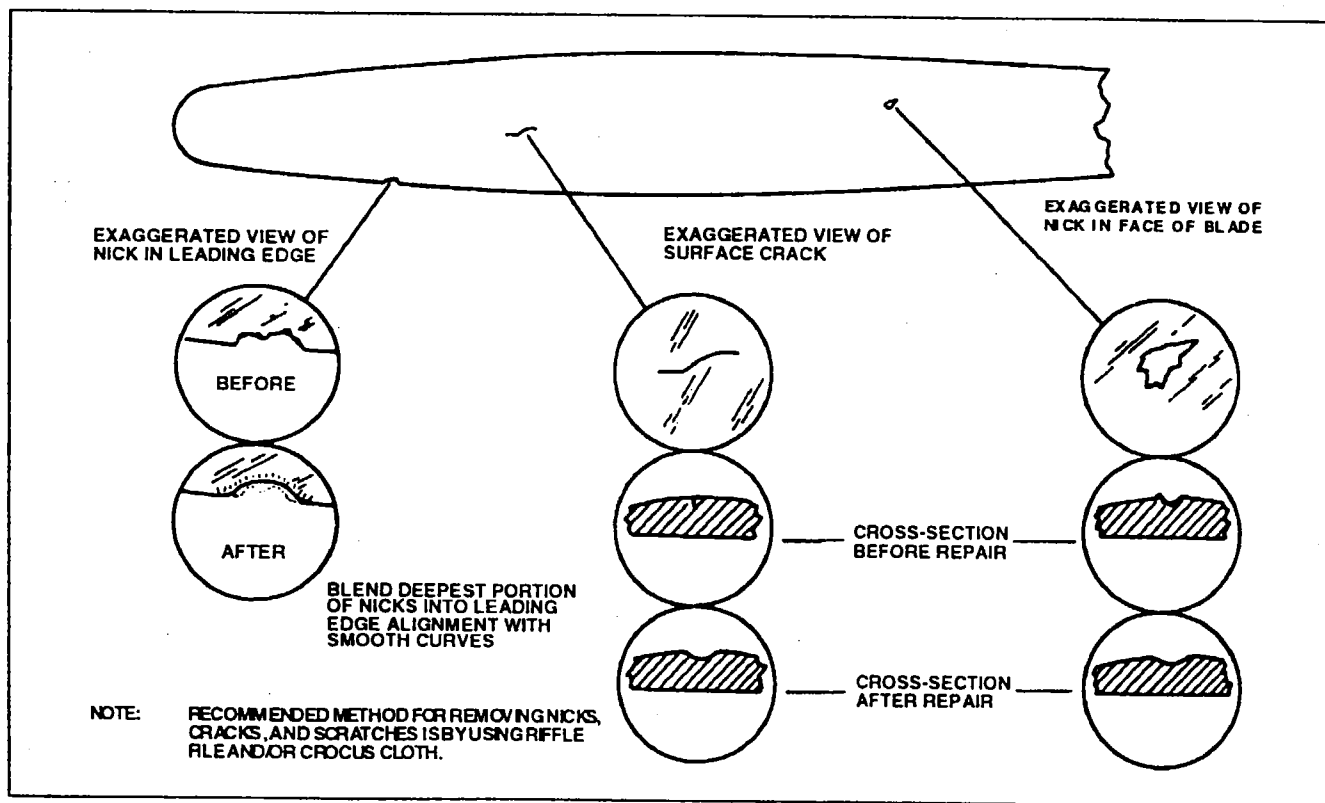 EXAGGERATED VIEW OF
NICK IN LEADING EDGE
EXAGGERATED VIEW OF
SURFACE CRACK
EXAGGERATED VIEW OF
NICK IN FACE OF BLADE
BEFORE
AFTER
BLEND DEEPEST PORTION
OF NICKS INTO LEADING
EDGE ALIGNMENT WITH
SMOOTH CURVES
CROSS-SECTION
BEFORE REPAIR
CROSS-SECTION
AFTER REPAIR
NOTE: RECOMMENDED METHOD FOR REMOVING NICKS,
CRACKS, AND SCRATCHES IS BY USING RIFFLE
FILE AND/OR CROCUS CLOTH.